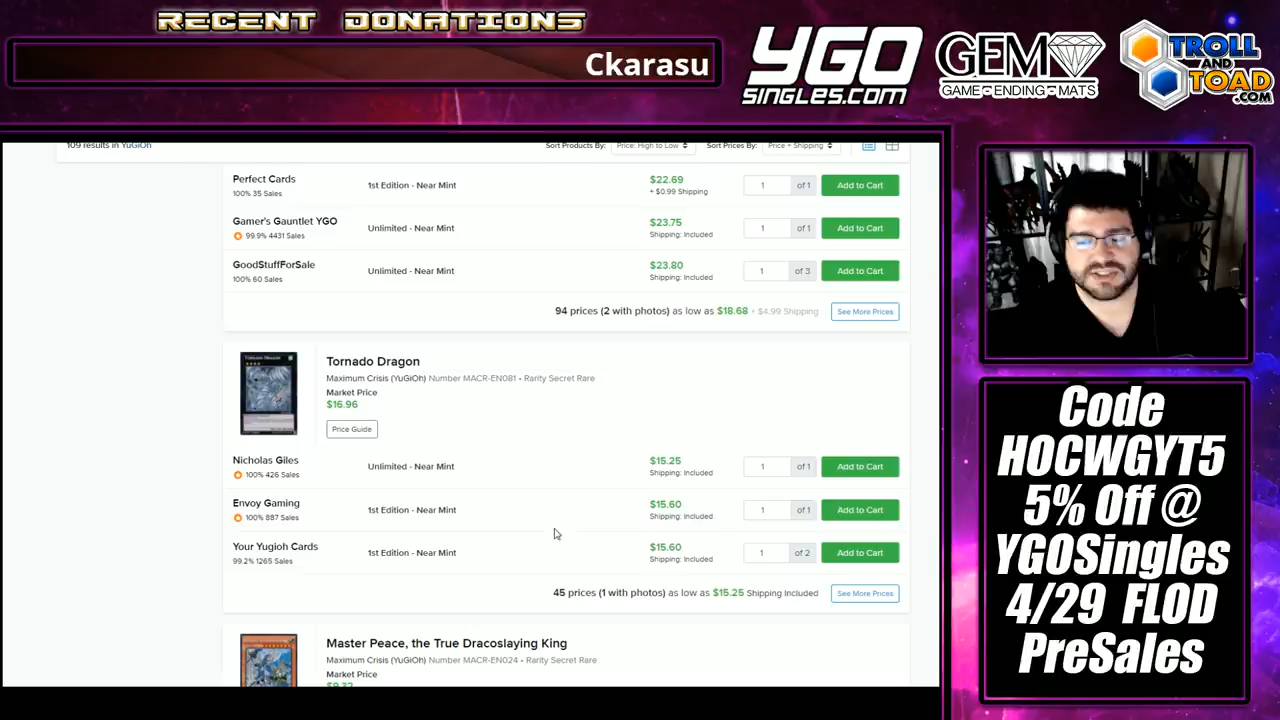 RECENT DONATIONS
Ckarasu
YGO
SINGLES.COM
GEM
GAME-ENDING-MATS
TROLL
AND
TOAD
.COM
109 results in YuGiOh
Sort Products By: Price: High to Low
Sort Prices By: Price + Shipping
Perfect Cards
100% 35 Sales
1st Edition - Near Mint
$22.69
+ $0.99 Shipping
1 of 1
Add to Cart
Gamer's Gauntlet YGO
99.9% 4431 Sales
Unlimited - Near Mint
$23.75
Shipping: Included
1 of 1
Add to Cart
GoodStuffForSale
100% 60 Sales
Unlimited - Near Mint
$23.80
Shipping: Included
1 of 3
Add to Cart
94 prices (2 with photos) as low as $18.68 + $4.99 Shipping
See More Prices
TORNADO DRAGON
Tornado Dragon
Maximum Crisis (YuGiOh) Number MACR-EN081 • Rarity Secret Rare
Market Price
$16.96
Price Guide
Nicholas Giles
100% 426 Sales
Unlimited - Near Mint
$15.25
Shipping: Included
1 of 1
Add to Cart
Envoy Gaming
100% 887 Sales
1st Edition - Near Mint
$15.60
Shipping: Included
1 of 1
Add to Cart
Your Yugioh Cards
99.2% 1265 Sales
1st Edition - Near Mint
$15.60
Shipping: Included
1 of 2
Add to Cart
45 prices (1 with photos) as low as $15.25 Shipping Included
See More Prices
Master Peace, the True Dracoslaying King
Maximum Crisis (YuGiOh) Number MACR-EN024 • Rarity Secret Rare
Market Price
$9.32
Code
HOCWGYT5
5% Off @
YGOSingles
4/29 FLOD
PreSales